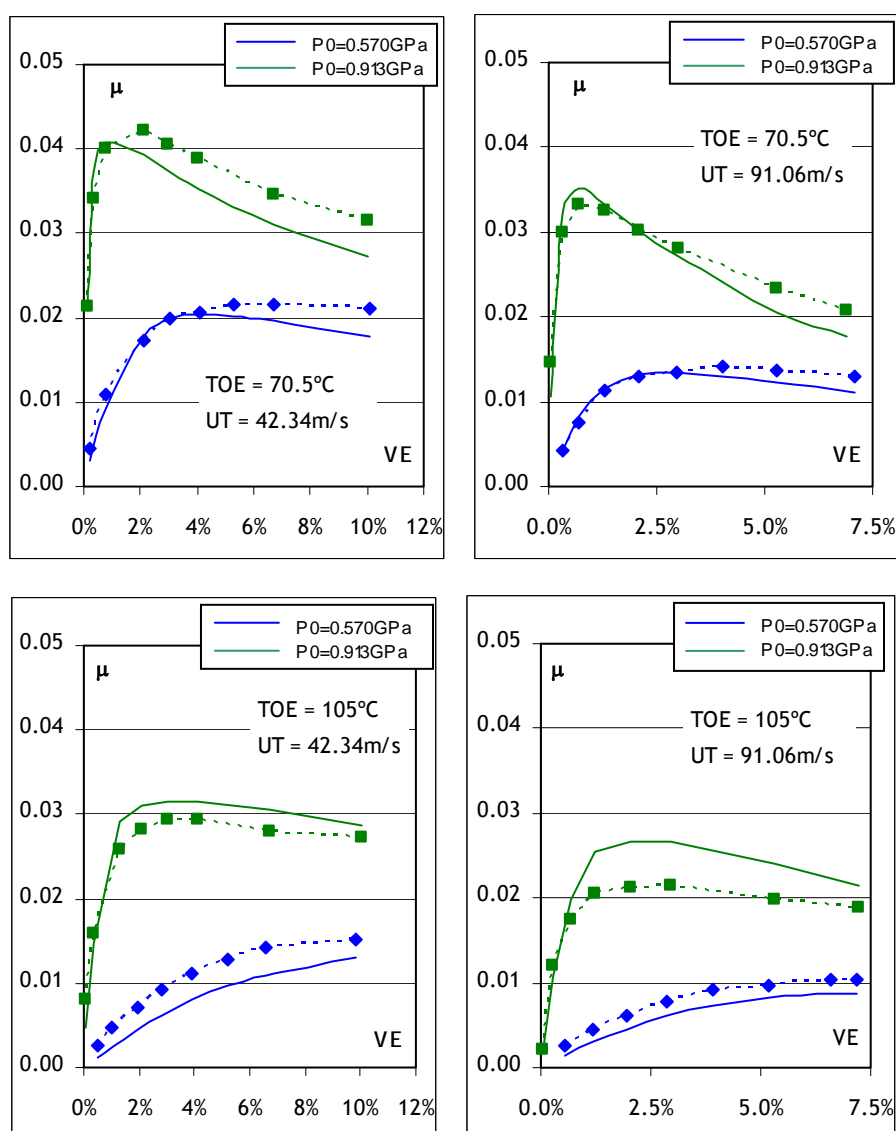 P0=0.570GPa
P0=0.913GPa
0.05
0.04
0.03
0.02
0.01
0.00
μ
TOE = 70.5ºC
UT = 42.34m/s
VE
0%
2%
4%
6%
8%
10%
12%
P0=0.570GPa
P0=0.913GPa
0.05
0.04
0.03
0.02
0.01
0.00
μ
TOE = 70.5ºC
UT = 91.06m/s
VE
0.0%
2.5%
5.0%
7.5%
P0=0.570GPa
P0=0.913GPa
0.05
0.04
0.03
0.02
0.01
0.00
μ
TOE = 105ºC
UT = 42.34m/s
VE
0%
2%
4%
6%
8%
10%
12%
P0=0.570GPa
P0=0.913GPa
0.05
0.04
0.03
0.02
0.01
0.00
μ
TOE = 105ºC
UT = 91.06m/s
VE
0.0%
2.5%
5.0%
7.5%